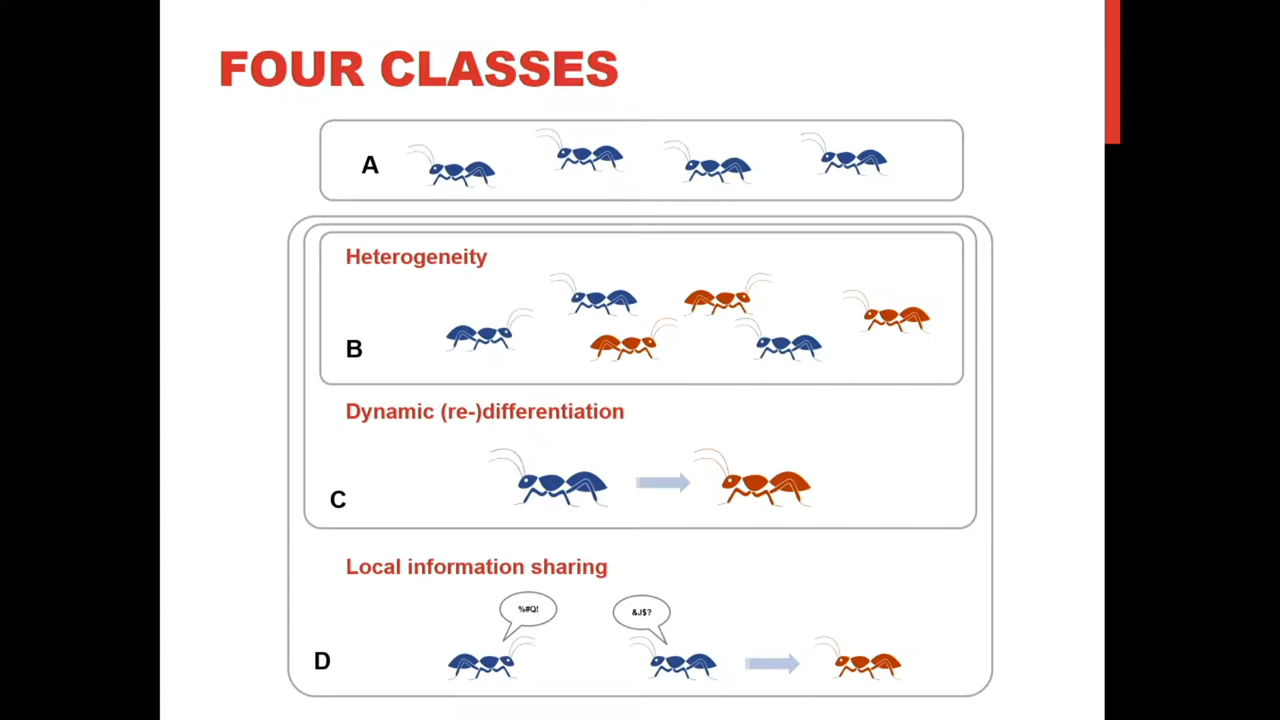 FOUR CLASSES
A
Heterogeneity
B
Dynamic (re-)differentiation
C
Local information sharing
%#Q!
&J$?
D